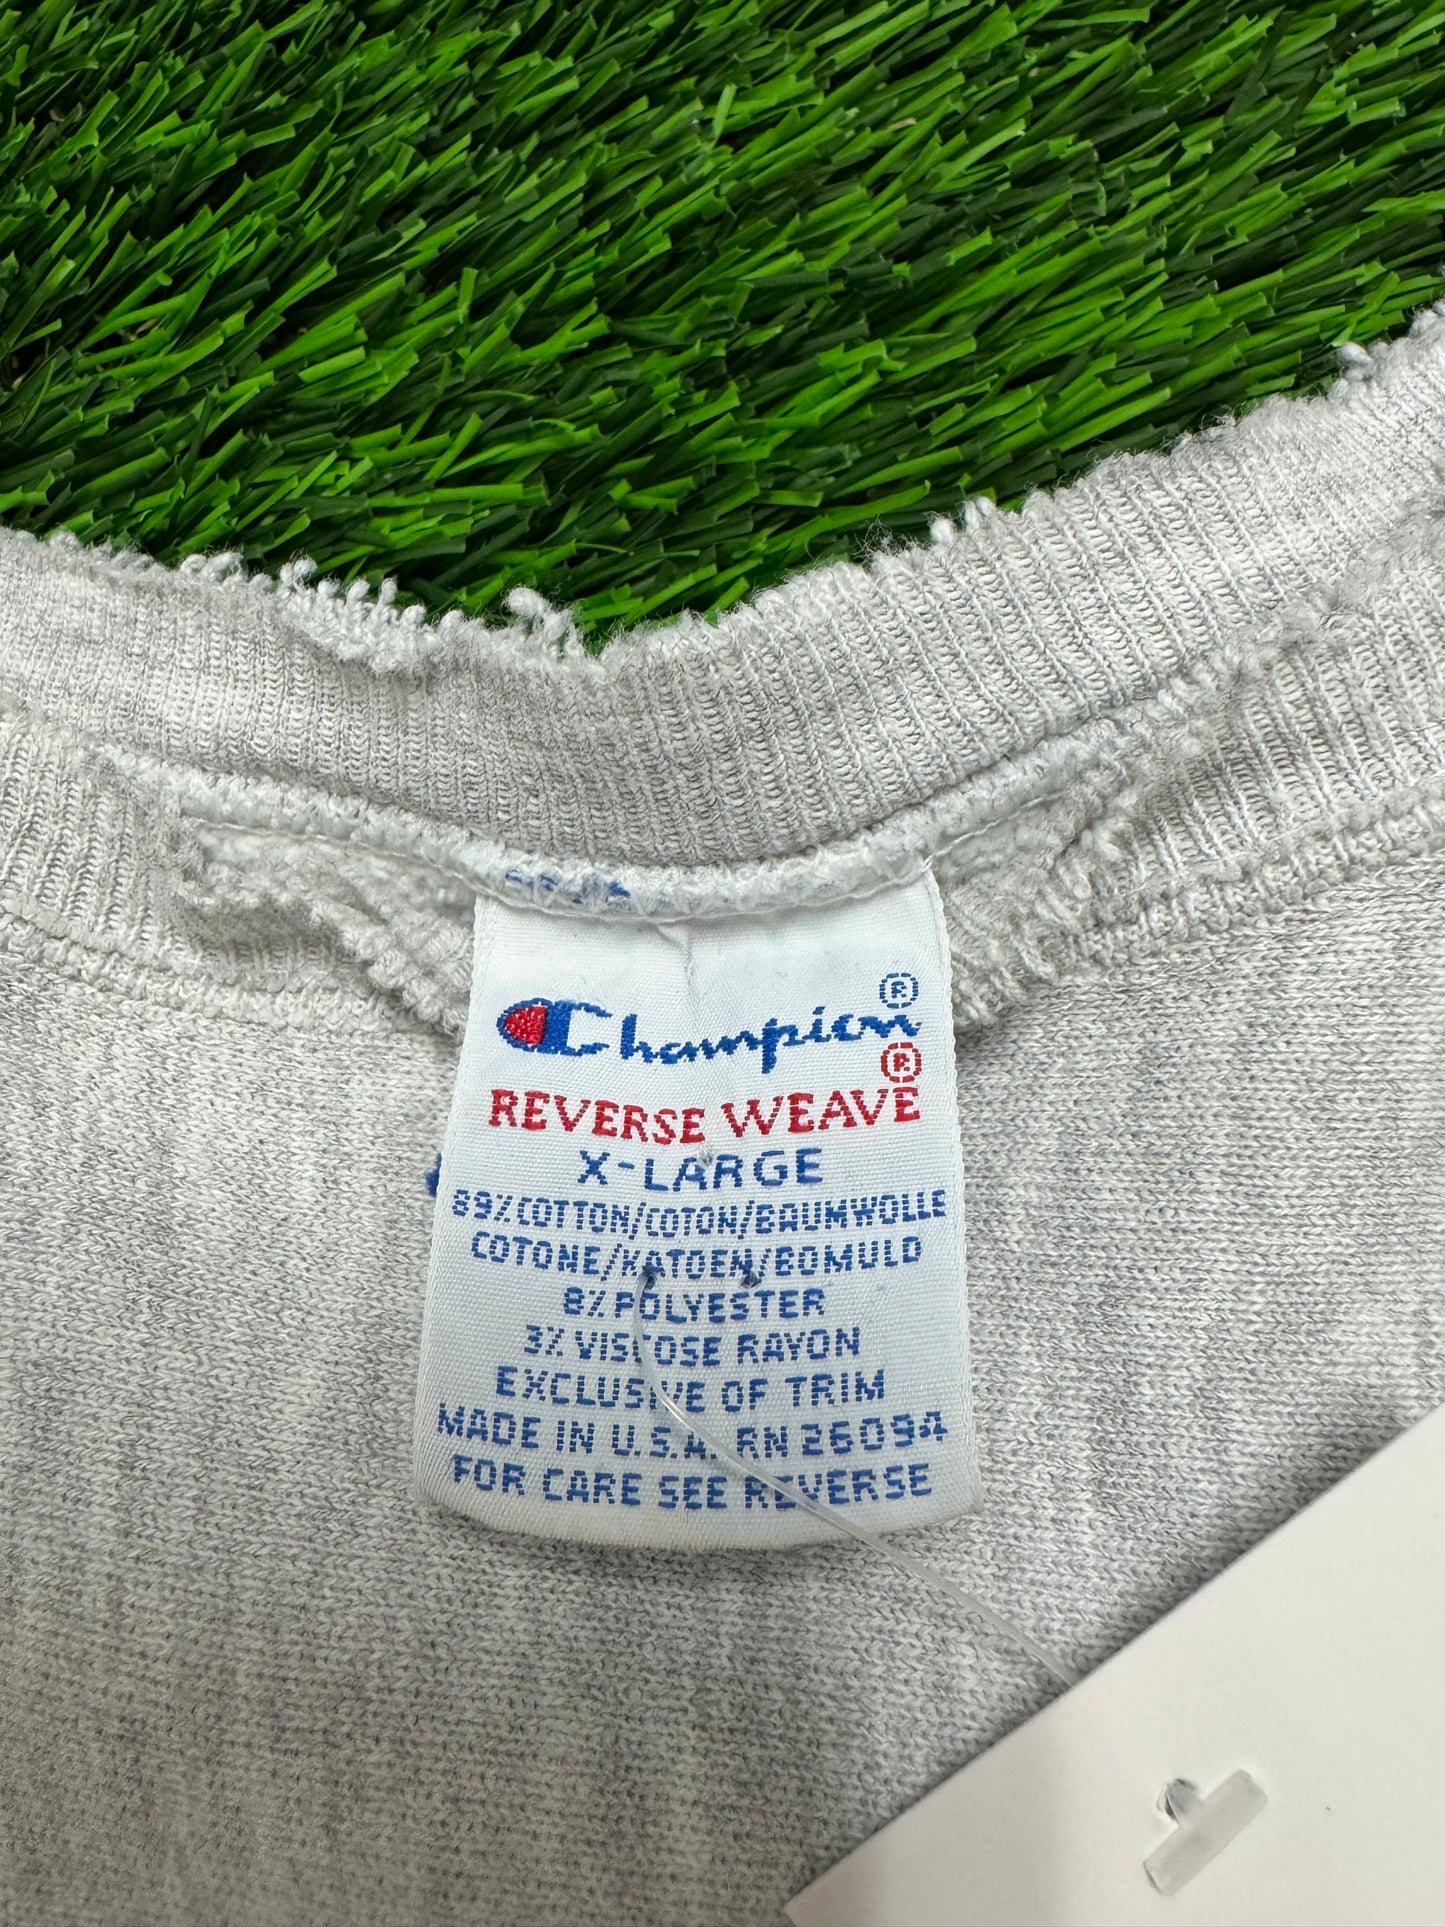 Champion ®
REVERSE WEAVE ®
X-LARGE
89% COTTON/COTON/BAUMWOLLE
COTONE/KATOEN/BOMULD
8% POLYESTER
3% VISCOSE RAYON
EXCLUSIVE OF TRIM
MADE IN U.S.A. RN 26094
FOR CARE SEE REVERSE